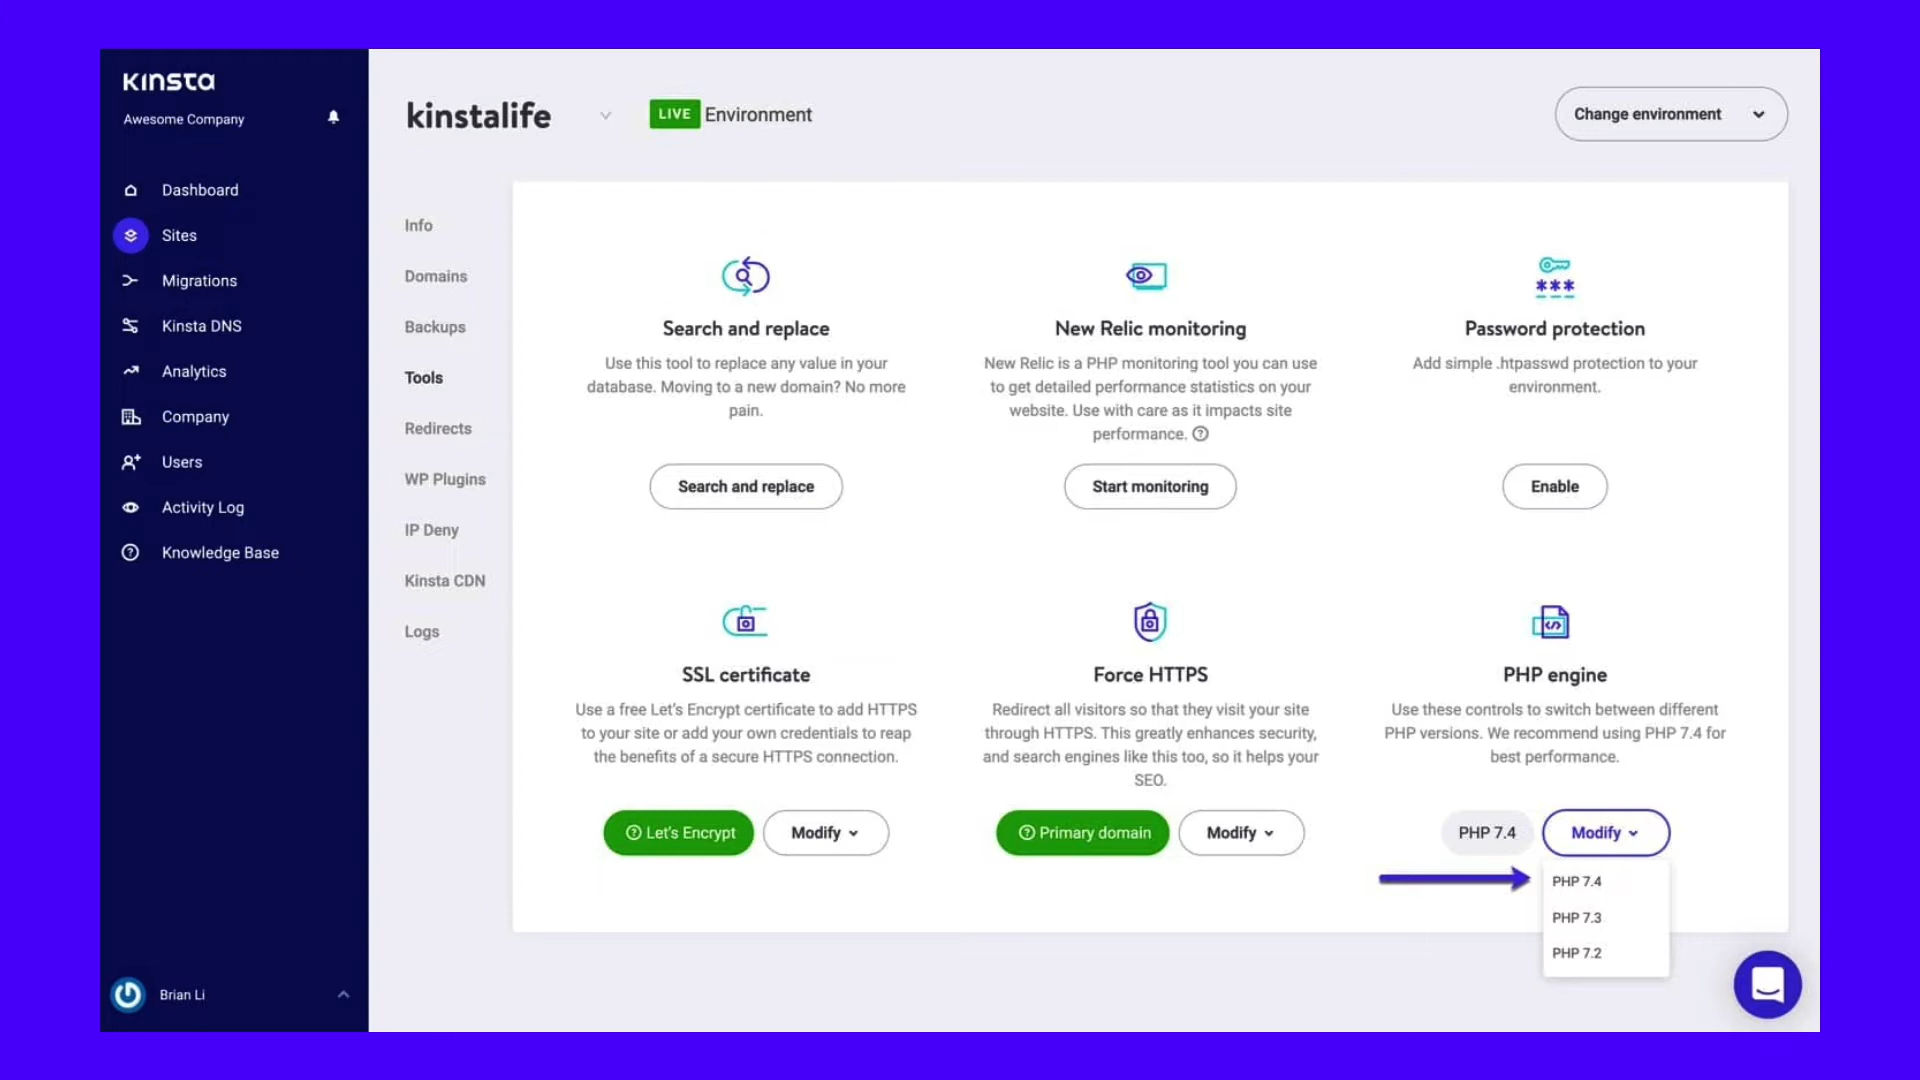 Kinsta
Awesome Company
Dashboard
Sites
Migrations
Kinsta DNS
Analytics
Company
Users
Activity Log
Knowledge Base
Brian Li
kinstalife
LIVE Environment
Change environment
Info
Domains
Backups
Tools
Redirects
WP Plugins
IP Deny
Kinsta CDN
Logs
Search and replace
Use this tool to replace any value in your
database. Moving to a new domain? No more
pain.
Search and replace
New Relic monitoring
New Relic is a PHP monitoring tool you can use
to get detailed performance statistics on your
website. Use with care as it impacts site
performance.
Start monitoring
Password protection
Add simple .htpasswd protection to your
environment.
Enable
SSL certificate
Use a free Let's Encrypt certificate to add HTTPS
to your site or add your own credentials to reap
the benefits of a secure HTTPS connection.
Let's Encrypt
Modify
Force HTTPS
Redirect all visitors so that they visit your site
through HTTPS. This greatly enhances security,
and search engines like this too, so it helps your
SEO.
Primary domain
Modify
PHP engine
Use these controls to switch between different
PHP versions. We recommend using PHP 7.4 for
best performance.
PHP 7.4
Modify
PHP 7.4
PHP 7.3
PHP 7.2